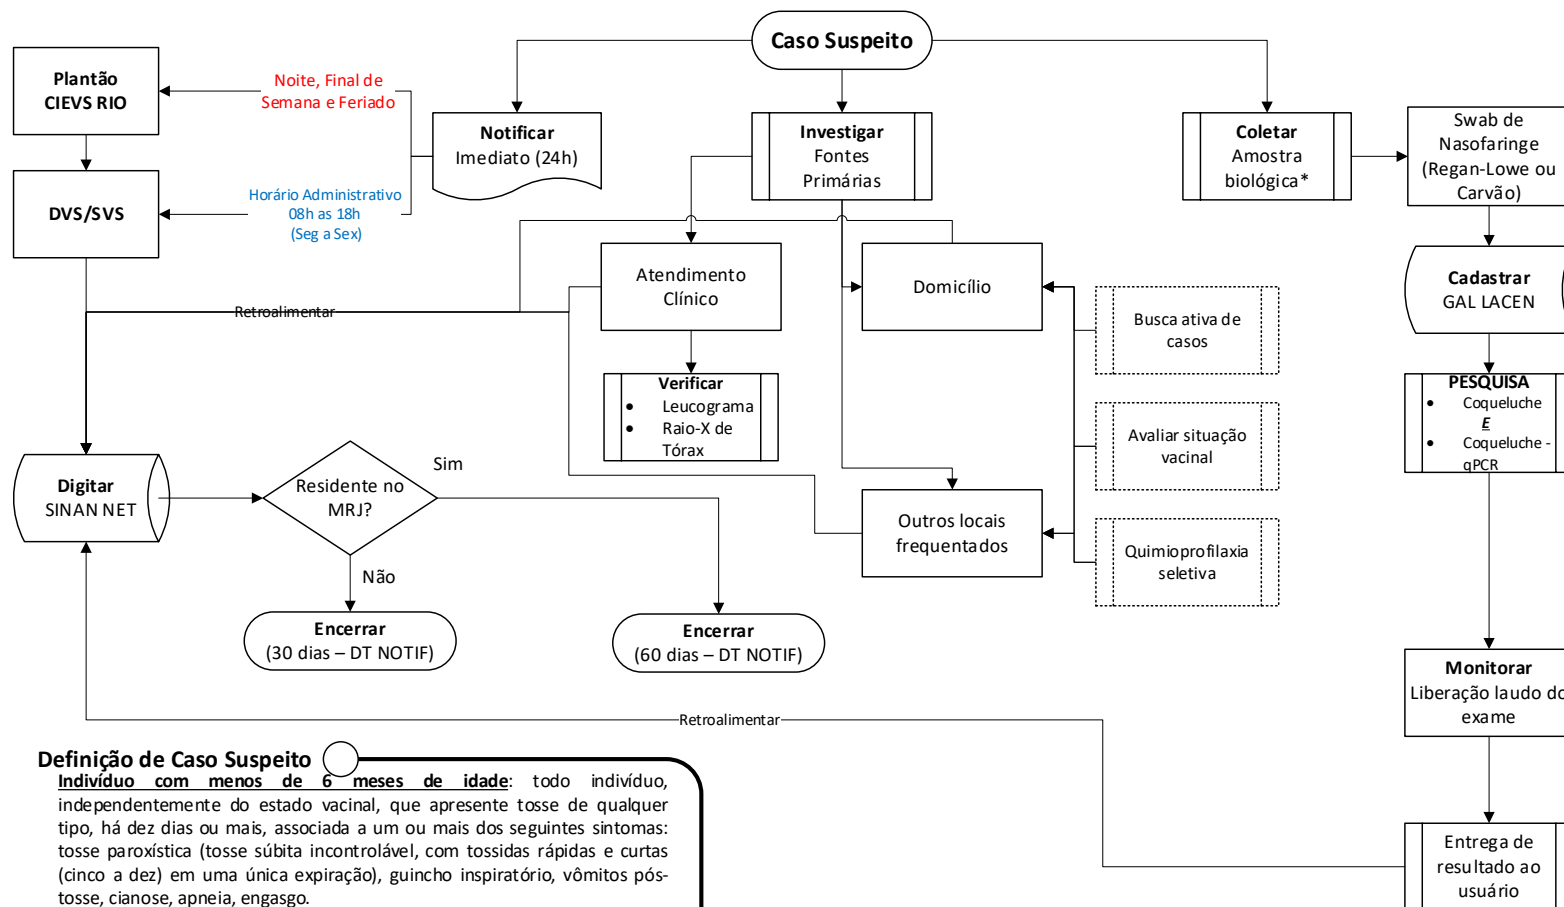 Caso Suspeito
Plantão
CIEVS RIO
Noite, Final de
Semana e Feriado
Notificar
Imediato (24h)
Investigar
Fontes
Primárias
Coletar
Amostra
biológica*
Swab de
Nasofaringe
(Regan-Lowe ou
Carvão)
DVS/SVS
Horário Administrativo
08h as 18h
(Seg a Sex)
Atendimento
Clínico
Domicílio
Cadastrar
GAL LACEN
Retroalimentar
Busca ativa de
casos
Verificar
• Leucograma
• Raio-X de
Tórax
PESQUISA
• Coqueluche
E
• Coqueluche -
qPCR
Avaliar situação
vacinal
Digitar
SINAN NET
Residente no
MRJ?
Sim
Não
Outros locais
frequentados
Quimioprofilaxia
seletiva
Encerrar
(30 dias – DT NOTIF)
Encerrar
(60 dias – DT NOTIF)
Monitorar
Liberação laudo do
exame
Retroalimentar
Entrega de
resultado ao
usuário
Definição de Caso Suspeito
Indivíduo com menos de 6 meses de idade: todo indivíduo,
independentemente do estado vacinal, que apresente tosse de qualquer
tipo, há dez dias ou mais, associada a um ou mais dos seguintes sintomas:
tosse paroxística (tosse súbita incontrolável, com tossidas rápidas e curtas
(cinco a dez) em uma única expiração), guincho inspiratório, vômitos pós-
tosse, cianose, apneia, engasgo.